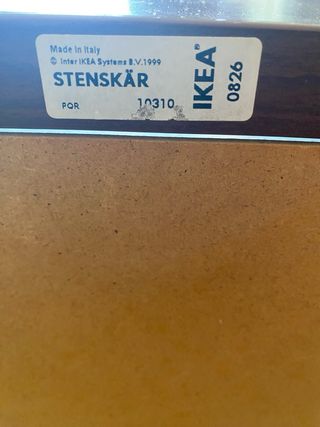 Made in Italy
© Inter IKEA Systems B.V. 1999
STENSKÄR
PQR 10310
IKEA®
0826